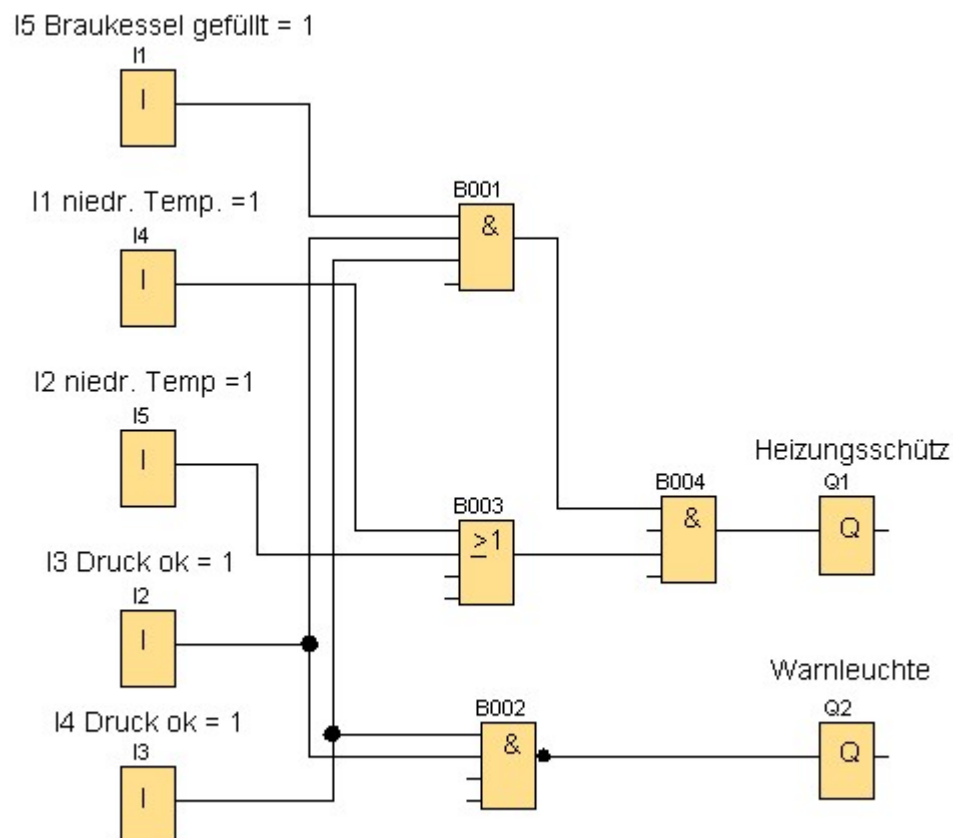 I5 Braukessel gefüllt = 1
I1
I
I1 niedr. Temp. =1
I4
I
I2 niedr. Temp =1
I5
I
I3 Druck ok = 1
I2
I
I4 Druck ok = 1
I3
I
B001
&
B003
≥1
B004
&
Heizungsschütz
Q1
Q
B002
&
Warnleuchte
Q2
Q